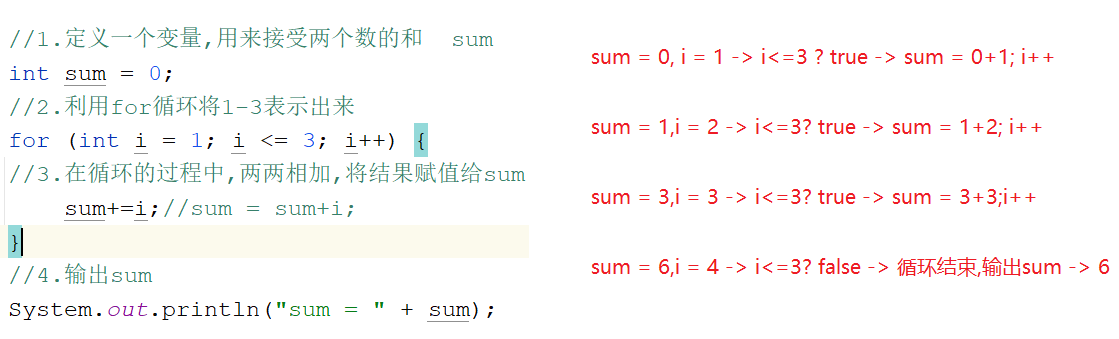 //1.定义一个变量,用来接受两个数的和  sum
int sum = 0;
//2.利用for循环将1-3表示出来
for (int i = 1; i <= 3; i++) {
//3.在循环的过程中,两两相加,将结果赋值给sum
    sum+=i;//sum = sum+i;
}
//4.输出sum
System.out.println("sum = " + sum);
sum = 0, i = 1 -> i<=3 ? true -> sum = 0+1; i++
sum = 1,i = 2 -> i<=3? true -> sum = 1+2; i++
sum = 3,i = 3 -> i<=3? true -> sum = 3+3;i++
sum = 6,i = 4 -> i<=3? false -> 循环结束,输出sum -> 6